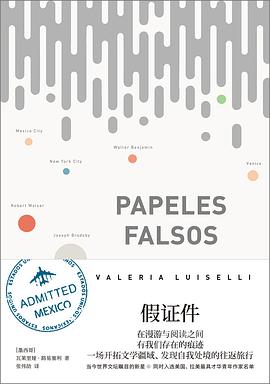 Mexico City
Walter Benjamin
New York City
Venice
Robert Walser
Joseph Brodsky
PAPELES
FALSOS
VALERIA LUISELLI
ESTADOS UNIDOS MEXICANOS
ADMITTED
MEXICO
假证件
[墨西哥]
瓦莱里娅·路易塞利 著
张伟劼 译
在漫游与阅读之间
有我们存在的痕迹
一场开拓文学疆域、发现自我处境的往返旅行
当今世界文坛瞩目的新星 ※ 同时入选美国、拉美最具才华青年作家名单